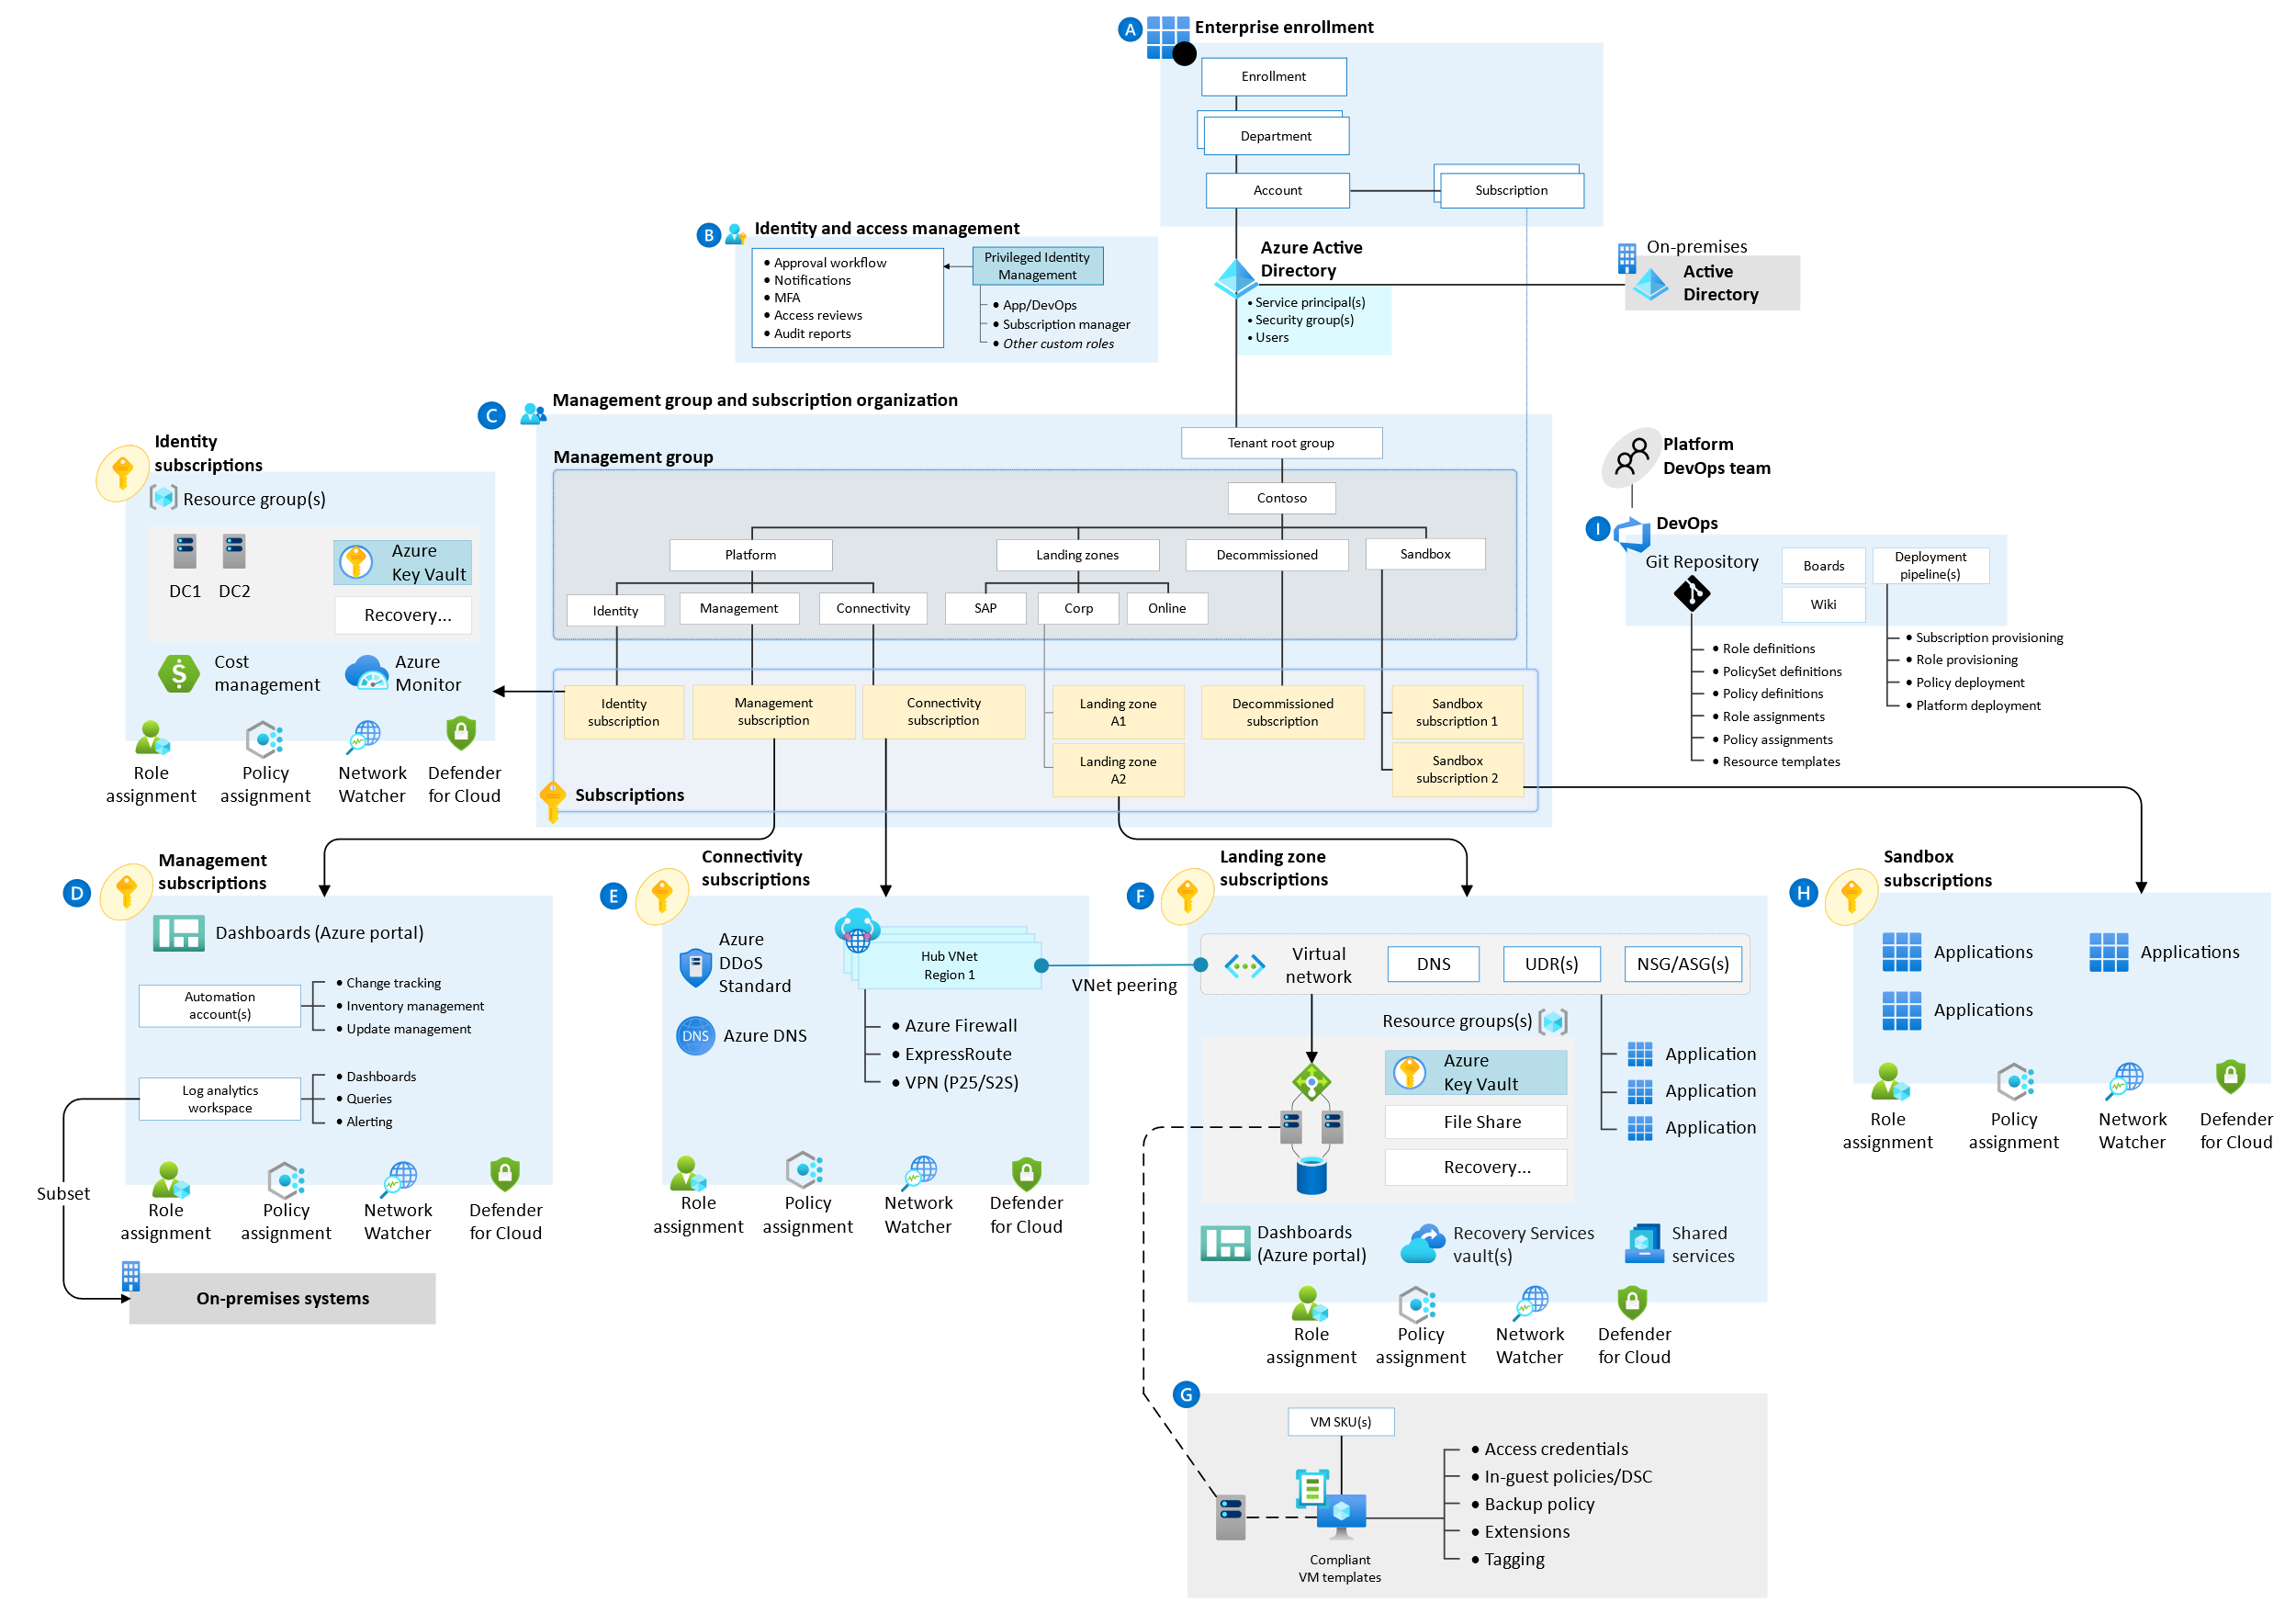 A
Enterprise enrollment
Enrollment
Department
Account
Subscription
B
Identity and access management
• Approval workflow
• Notifications
• MFA
• Access reviews
• Audit reports
Privileged Identity
Management
• App/DevOps
• Subscription manager
• Other custom roles
Azure Active
Directory
• Service principal(s)
• Security group(s)
• Users
On-premises
Active
Directory
C
Management group and subscription organization
Tenant root group
Management group
Contoso
Platform
Landing zones
Decommissioned
Sandbox
Identity
Management
Connectivity
SAP
Corp
Online
Identity
subscription
Management
subscription
Connectivity
subscription
Landing zone
A1
Decommissioned
subscription
Sandbox
subscription 1
Landing zone
A2
Sandbox
subscription 2
Subscriptions
Identity
subscriptions
Resource group(s)
DC1
DC2
Azure
Key Vault
Recovery...
Cost
management
Azure
Monitor
Role
assignment
Policy
assignment
Network
Watcher
Defender
for Cloud
Platform
DevOps team
I
DevOps
Git Repository
Boards
Wiki
Deployment
pipeline(s)
• Role definitions
• PolicySet definitions
• Policy definitions
• Role assignments
• Policy assignments
• Resource templates
• Subscription provisioning
• Role provisioning
• Policy deployment
• Platform deployment
D
Management
subscriptions
Dashboards (Azure portal)
Automation
account(s)
• Change tracking
• Inventory management
• Update management
Log analytics
workspace
• Dashboards
• Queries
• Alerting
Subset
Role
assignment
Policy
assignment
Network
Watcher
Defender
for Cloud
On-premises systems
E
Connectivity
subscriptions
Azure
DDoS
Standard
DNS
Azure DNS
Hub VNet
Region 1
• Azure Firewall
• ExpressRoute
• VPN (P25/S2S)
VNet peering
Role
assignment
Policy
assignment
Network
Watcher
Defender
for Cloud
F
Landing zone
subscriptions
Virtual
network
DNS
UDR(s)
NSG/ASG(s)
Resource groups(s)
Azure
Key Vault
File Share
Recovery...
Application
Application
Application
Dashboards
(Azure portal)
Recovery Services
vault(s)
Shared
services
Role
assignment
Policy
assignment
Network
Watcher
Defender
for Cloud
G
VM SKU(s)
Compliant
VM templates
• Access credentials
• In-guest policies/DSC
• Backup policy
• Extensions
• Tagging
H
Sandbox
subscriptions
Applications
Applications
Applications
Role
assignment
Policy
assignment
Network
Watcher
Defender
for Cloud